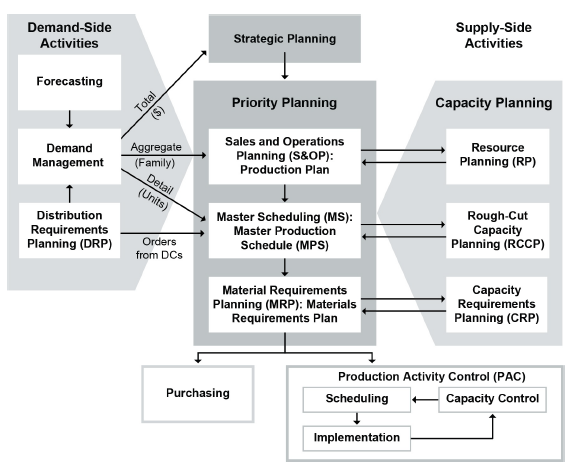 Demand-Side
Activities
Forecasting
Demand
Management
Distribution
Requirements
Planning (DRP)
Total
($)
Aggregate
(Family)
Detail
(Units)
Orders
from DCs
Strategic Planning
Priority Planning
Sales and Operations
Planning (S&OP):
Production Plan
Master Scheduling (MS):
Master Production
Schedule (MPS)
Material Requirements
Planning (MRP): Materials
Requirements Plan
Supply-Side
Activities
Capacity Planning
Resource
Planning (RP)
Rough-Cut
Capacity
Planning (RCCP)
Capacity
Requirements
Planning (CRP)
Purchasing
Production Activity Control (PAC)
Scheduling
Capacity Control
Implementation